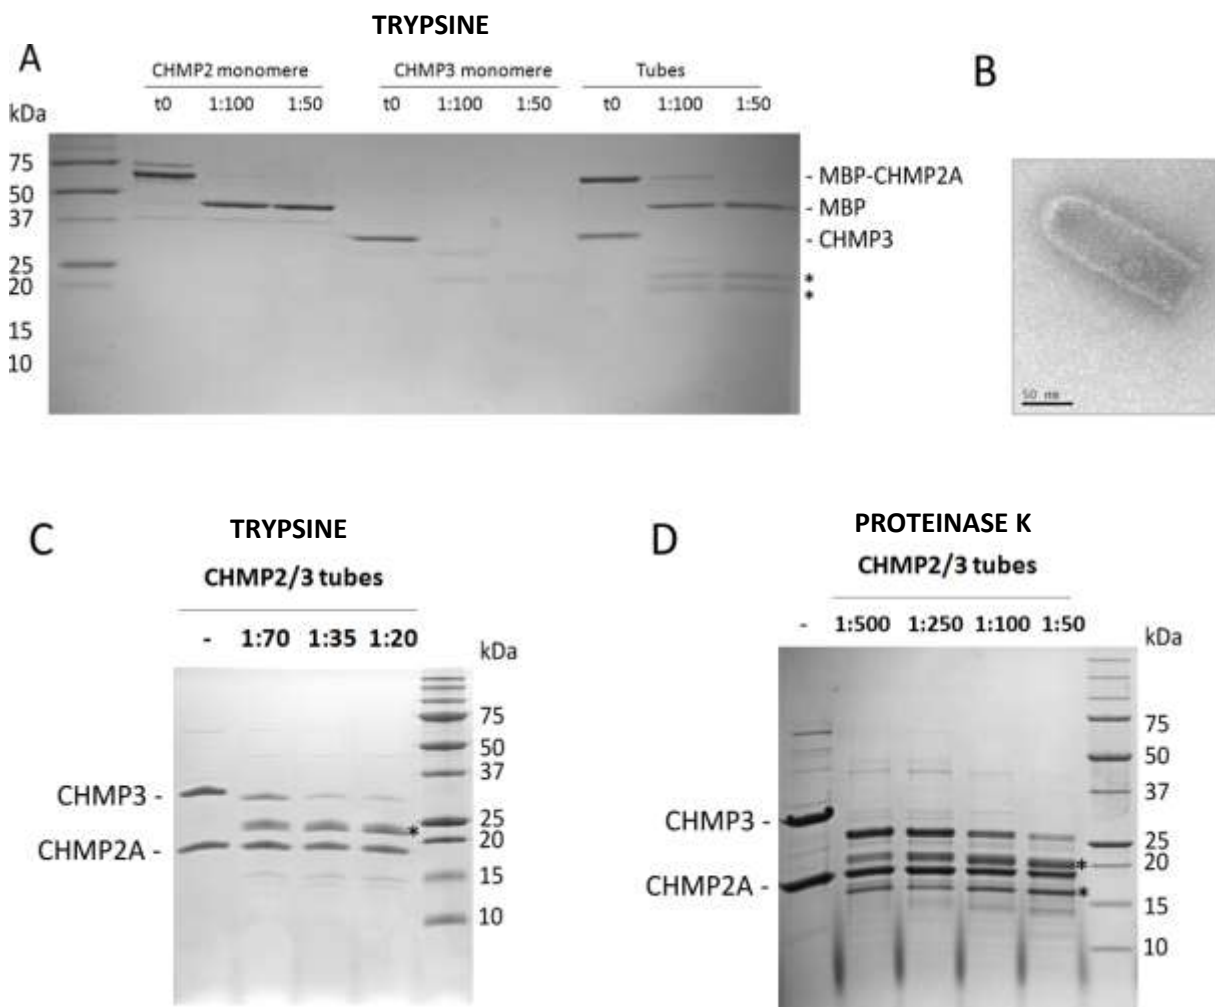 TRYPSINE
A
CHMP2 monomere CHMP3 monomere Tubes
B
kDa
t0 1:100 1:50 t0 1:100 1:50 t0 1:100 1:50
75
50
37
25
20
15
10
- MBP-CHMP2A
- MBP
- CHMP3
*
*
50 nm
C
TRYPSINE
CHMP2/3 tubes
- 1:70 1:35 1:20
kDa
75
50
37
25
20
15
10
CHMP3 -
CHMP2A -
*
D
PROTEINASE K
CHMP2/3 tubes
- 1:500 1:250 1:100 1:50
kDa
75
50
37
25
20
15
10
CHMP3 -
CHMP2A -
*
*